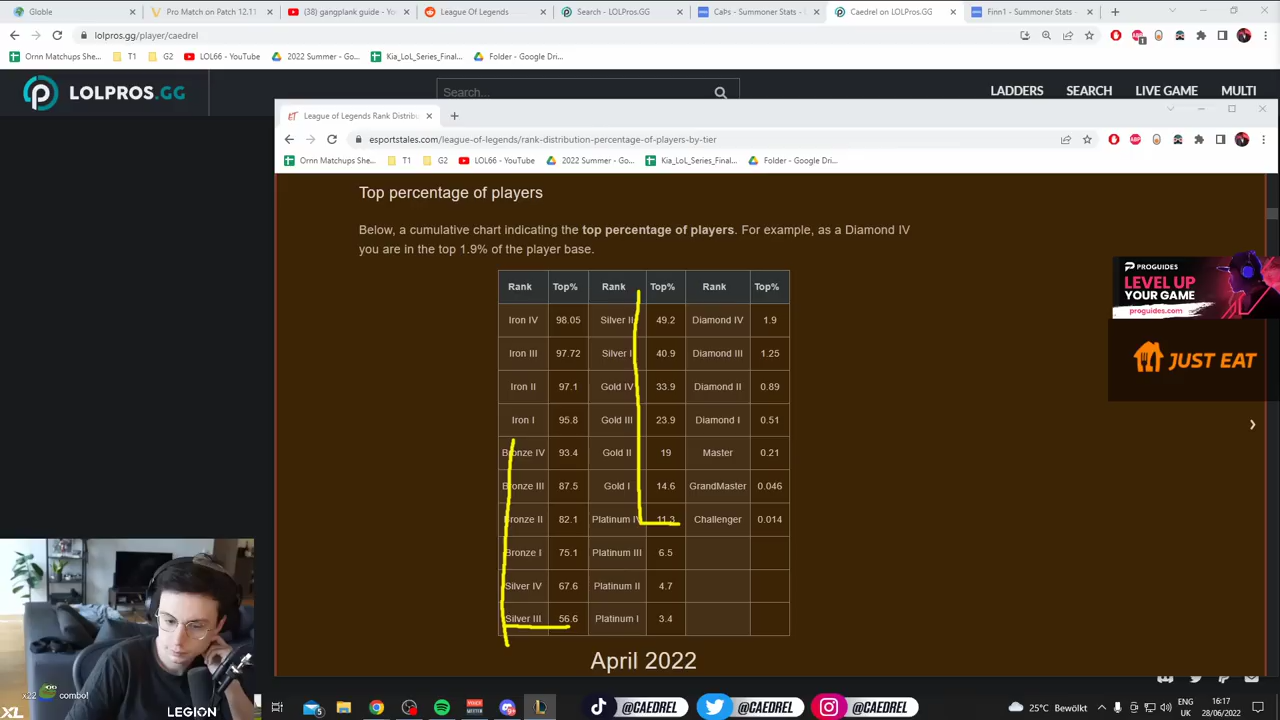 Globle
Pro Match on Patch 12.11
(38) gangplank guide - YouT
League Of Legends
Search - LOLPros.GG
Caps - Summoner Stats - L
Caedrel on LOLPros.GG
Finn1 - Summoner Stats -
lolpros.gg/player/caedrel
Ornn Matchups She...
T1
G2
LOL66 - YouTube
2022 Summer - Go...
Kia_LoL_Series_Final...
Folder - Google Dri...
LOLPROS.GG
Search...
LADDERS
SEARCH
LIVE GAME
MULTI
League of Legends Rank Distribu
esportstales.com/league-of-legends/rank-distribution-percentage-of-players-by-tier
Ornn Matchups She...
T1
G2
LOL66 - YouTube
2022 Summer - Go...
Kia_LoL_Series_Final...
Folder - Google Dri...
Top percentage of players
Below, a cumulative chart indicating the top percentage of players. For example, as a Diamond IV
you are in the top 1.9% of the player base.
Rank Top% Rank Top% Rank Top%
Iron IV 98.05 Silver II 49.2 Diamond IV 1.9
Iron III 97.72 Silver I 40.9 Diamond III 1.25
Iron II 97.1 Gold IV 33.9 Diamond II 0.89
Iron I 95.8 Gold III 23.9 Diamond I 0.51
Bronze IV 93.4 Gold II 19 Master 0.21
Bronze III 87.5 Gold I 14.6 GrandMaster 0.046
Bronze II 82.1 Platinum IV 11.3 Challenger 0.014
Bronze I 75.1 Platinum III 6.5
Silver IV 67.6 Platinum II 4.7
Silver III 56.6 Platinum I 3.4
April 2022
PROGUIDES
LEVEL UP
YOUR GAME
proguides.com
JUST EAT
x22 combo!
XL
LEGION
@CAEDREL
@CAEDREL
@CAEDREL
25°C Bewölkt
ENG
UK
16:17
28/06/2022